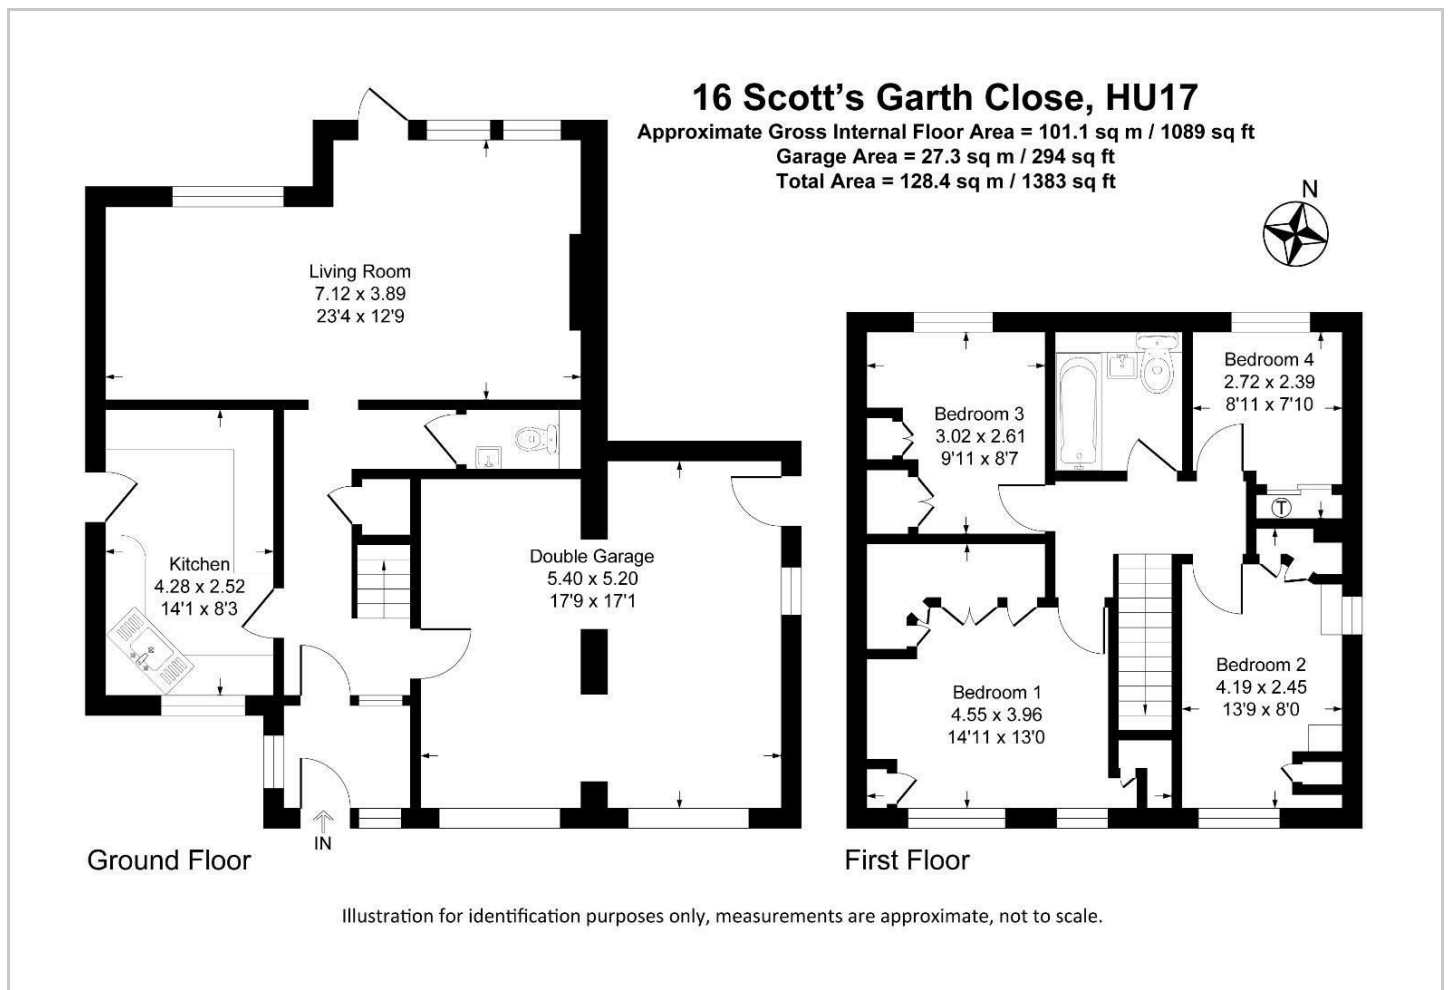 16 Scott's Garth Close, HU17
Approximate Gross Internal Floor Area = 101.1 sq m / 1089 sq ft
Garage Area = 27.3 sq m / 294 sq ft
Total Area = 128.4 sq m / 1383 sq ft
N
Living Room
7.12 x 3.89
23'4 x 12'9
Kitchen
4.28 x 2.52
14'1 x 8'3
Double Garage
5.40 x 5.20
17'9 x 17'1
IN
Ground Floor
Bedroom 3
3.02 x 2.61
9'11 x 8'7
Bedroom 4
2.72 x 2.39
8'11 x 7'10
T
Bedroom 1
4.55 x 3.96
14'11 x 13'0
Bedroom 2
4.19 x 2.45
13'9 x 8'0
First Floor
Illustration for identification purposes only, measurements are approximate, not to scale.